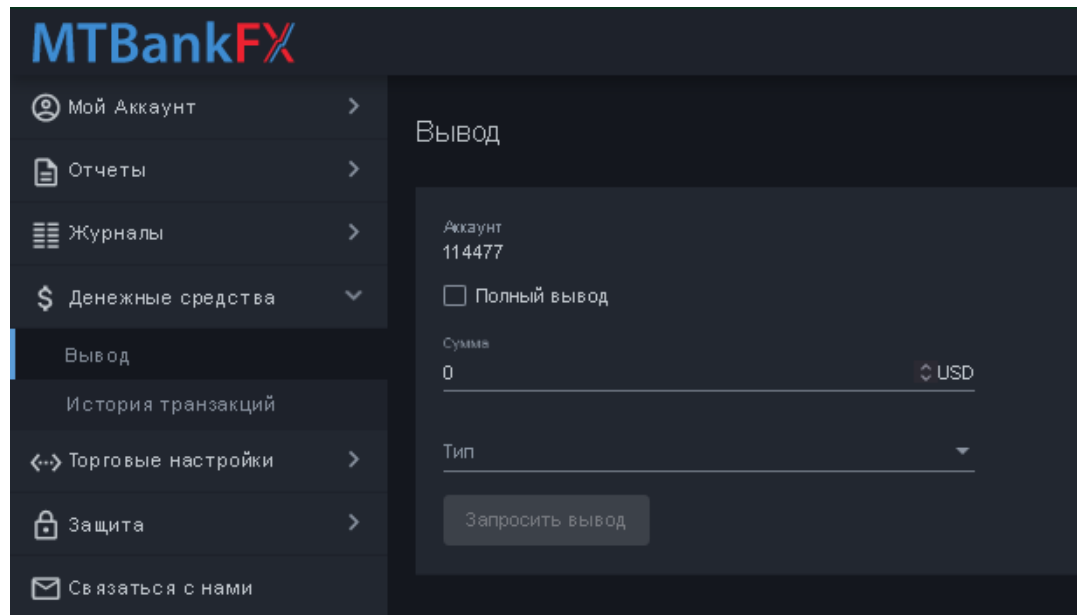 MTBankFX
Мой Аккаунт
Отчеты
Журналы
Денежные средства
Вывод
История транзакций
Торговые настройки
Защита
Связаться с нами
Вывод
Аккаунт
114477
Полный вывод
Сумма
0 USD
Тип
Запросить вывод